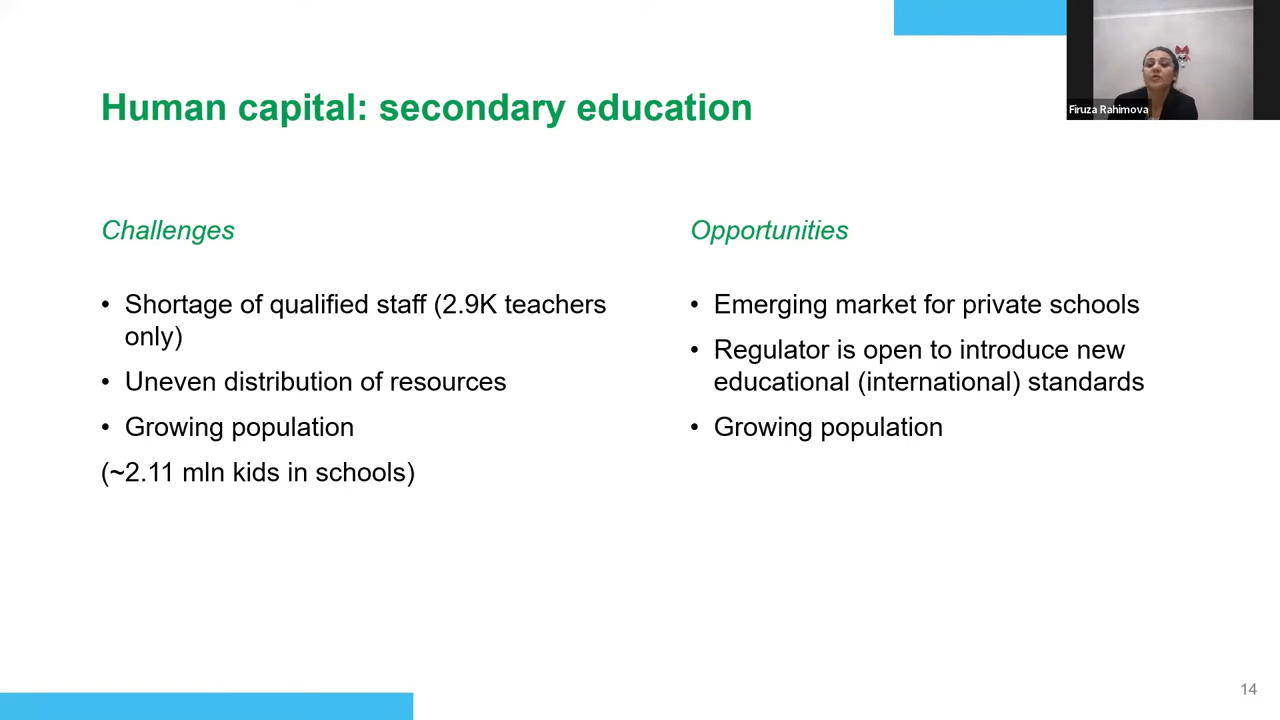 Human capital: secondary education
Firuza Rahimova
Challenges
• Shortage of qualified staff (2.9K teachers
only)
• Uneven distribution of resources
• Growing population
(~2.11 mln kids in schools)
Opportunities
• Emerging market for private schools
• Regulator is open to introduce new
educational (international) standards
• Growing population
14